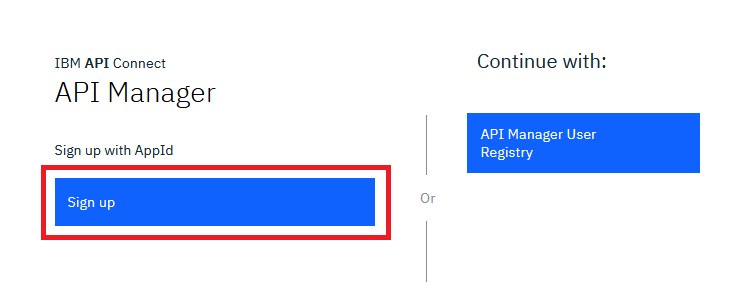 IBM API Connect
API Manager
Sign up with AppId
Sign up
Or
Continue with:
API Manager User
Registry